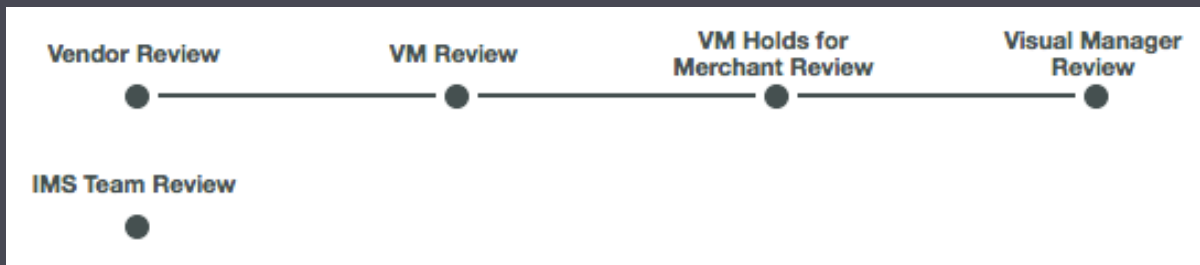 Vendor Review
VM Review
VM Holds for
Merchant Review
Visual Manager
Review
IMS Team Review